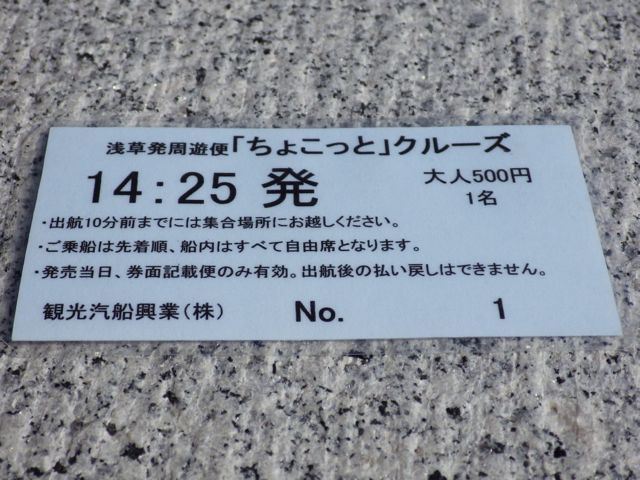 浅草発周遊便「ちょこっと」クルーズ
14:25 発 大人500円
1名
・出航10分前までには集合場所にお越しください。
・ご乗船は先着順、船内はすべて自由席となります。
・発売当日、券面記載便のみ有効。出航後の払い戻しはできません。
観光汽船興業(株) No. 1